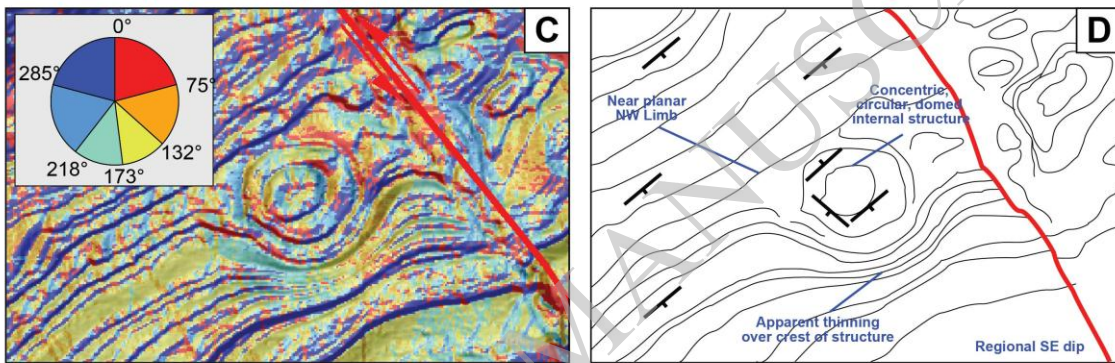 C
0°
75°
132°
173°
218°
285°
D
MANUSC
Near planar
NW Limb
Concentric,
circular, domed
internal structure
Apparent thinning
over crest of structure
Regional SE dip